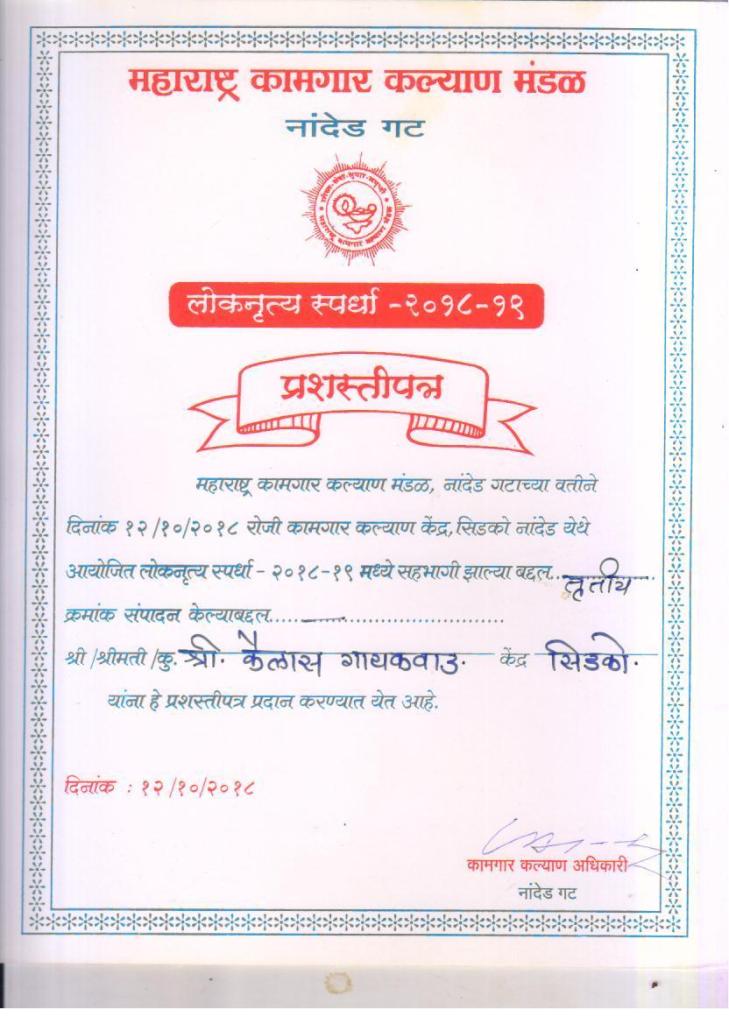 महाराष्ट्र कामगार कल्याण मंडळ
नांदेड गट
लोकनृत्य स्पर्धा -२०१८-१९
प्रशस्तीपत्र
महाराष्ट्र कामगार कल्याण मंडळ, नांदेड गटाच्या वतीने
दिनांक १२/१०/२०१८ रोजी कामगार कल्याण केंद्र, सिडको नांदेड येथे
आयोजित लोकनृत्य स्पर्धा - २०१८-१९ मध्ये सहभागी झाल्या बद्दल...तृतीय
क्रमांक संपादन केल्याबद्दल..............................
श्री /श्रीमती /कु. श्री. कैलास गायकवाड. केंद्र सिडको.
यांना हे प्रशस्तीपत्र प्रदान करण्यात येत आहे.
दिनांक : १२/१०/२०१८
कामगार कल्याण अधिकारी
नांदेड गट